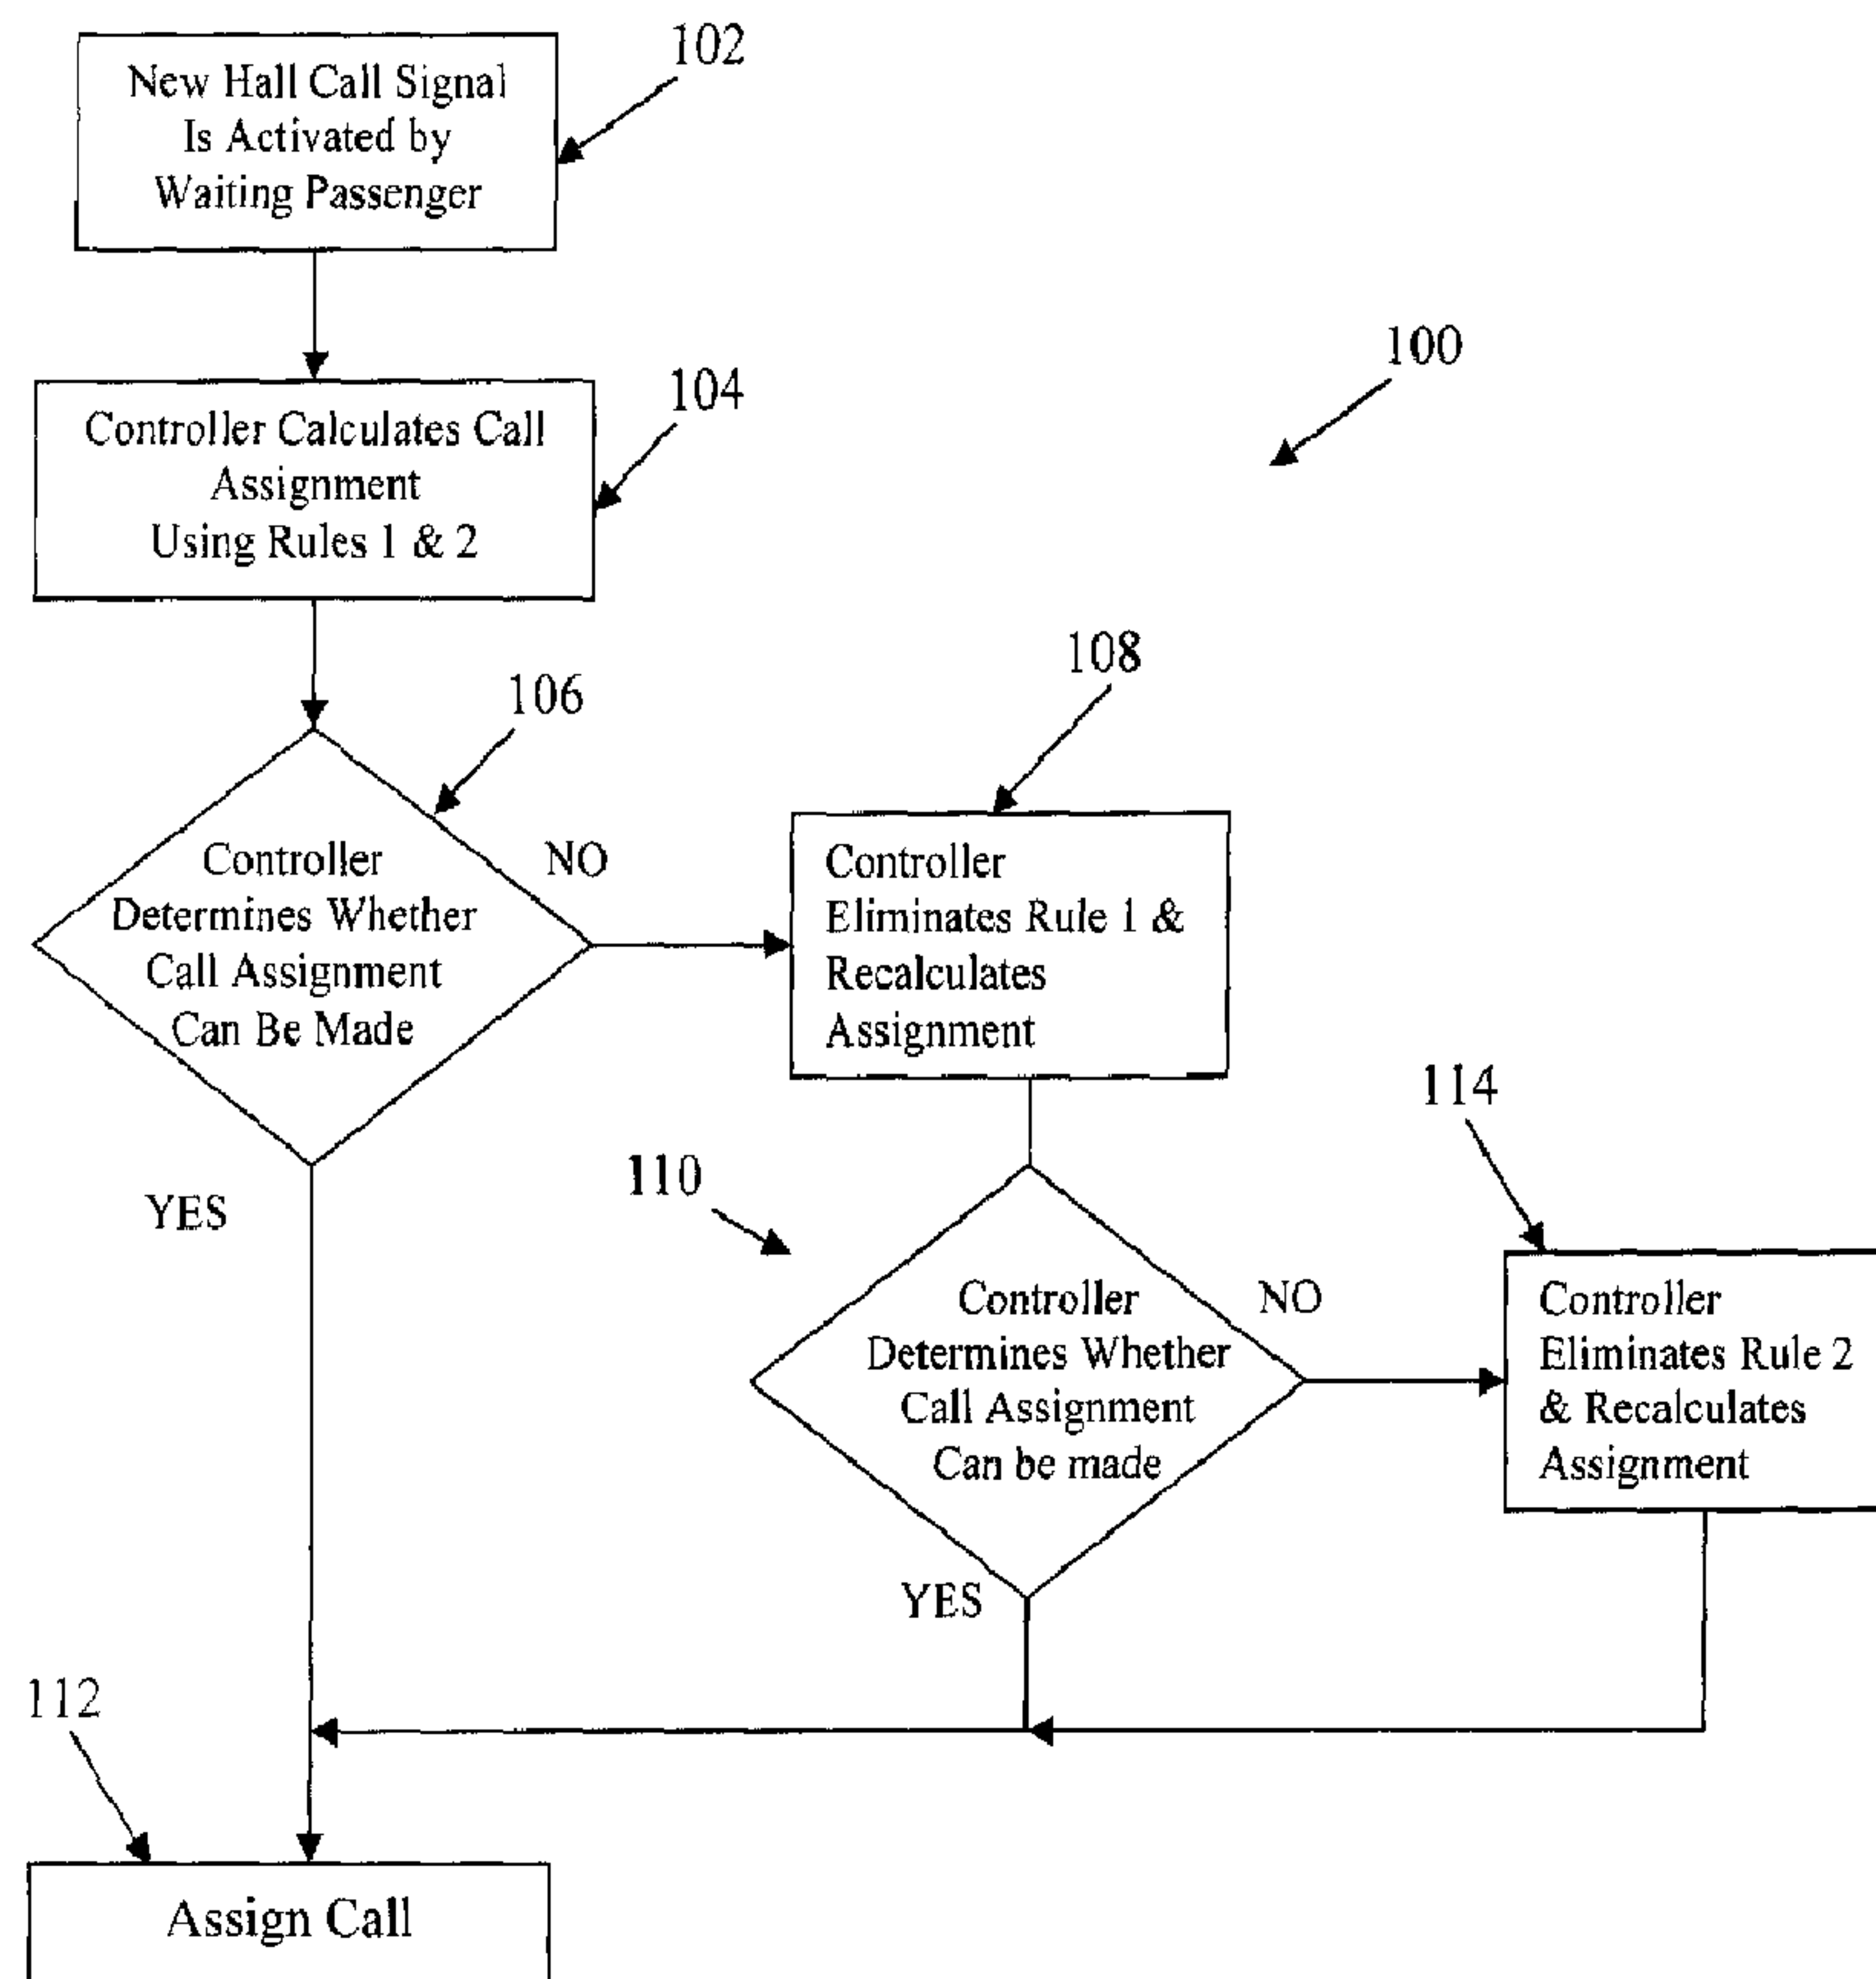 102
New Hall Call Signal
Is Activated by
Waiting Passenger
100
104
Controller Calculates Call
Assignment
Using Rules 1 & 2
106
108
Controller
Determines Whether
Call Assignment
Can Be Made
NO
Controller
Eliminates Rule 1 &
Recalculates
Assignment
114
110
YES
Controller
Determines Whether
Call Assignment
Can be made
NO
Controller
Eliminates Rule 2
& Recalculates
Assignment
YES
112
Assign Call